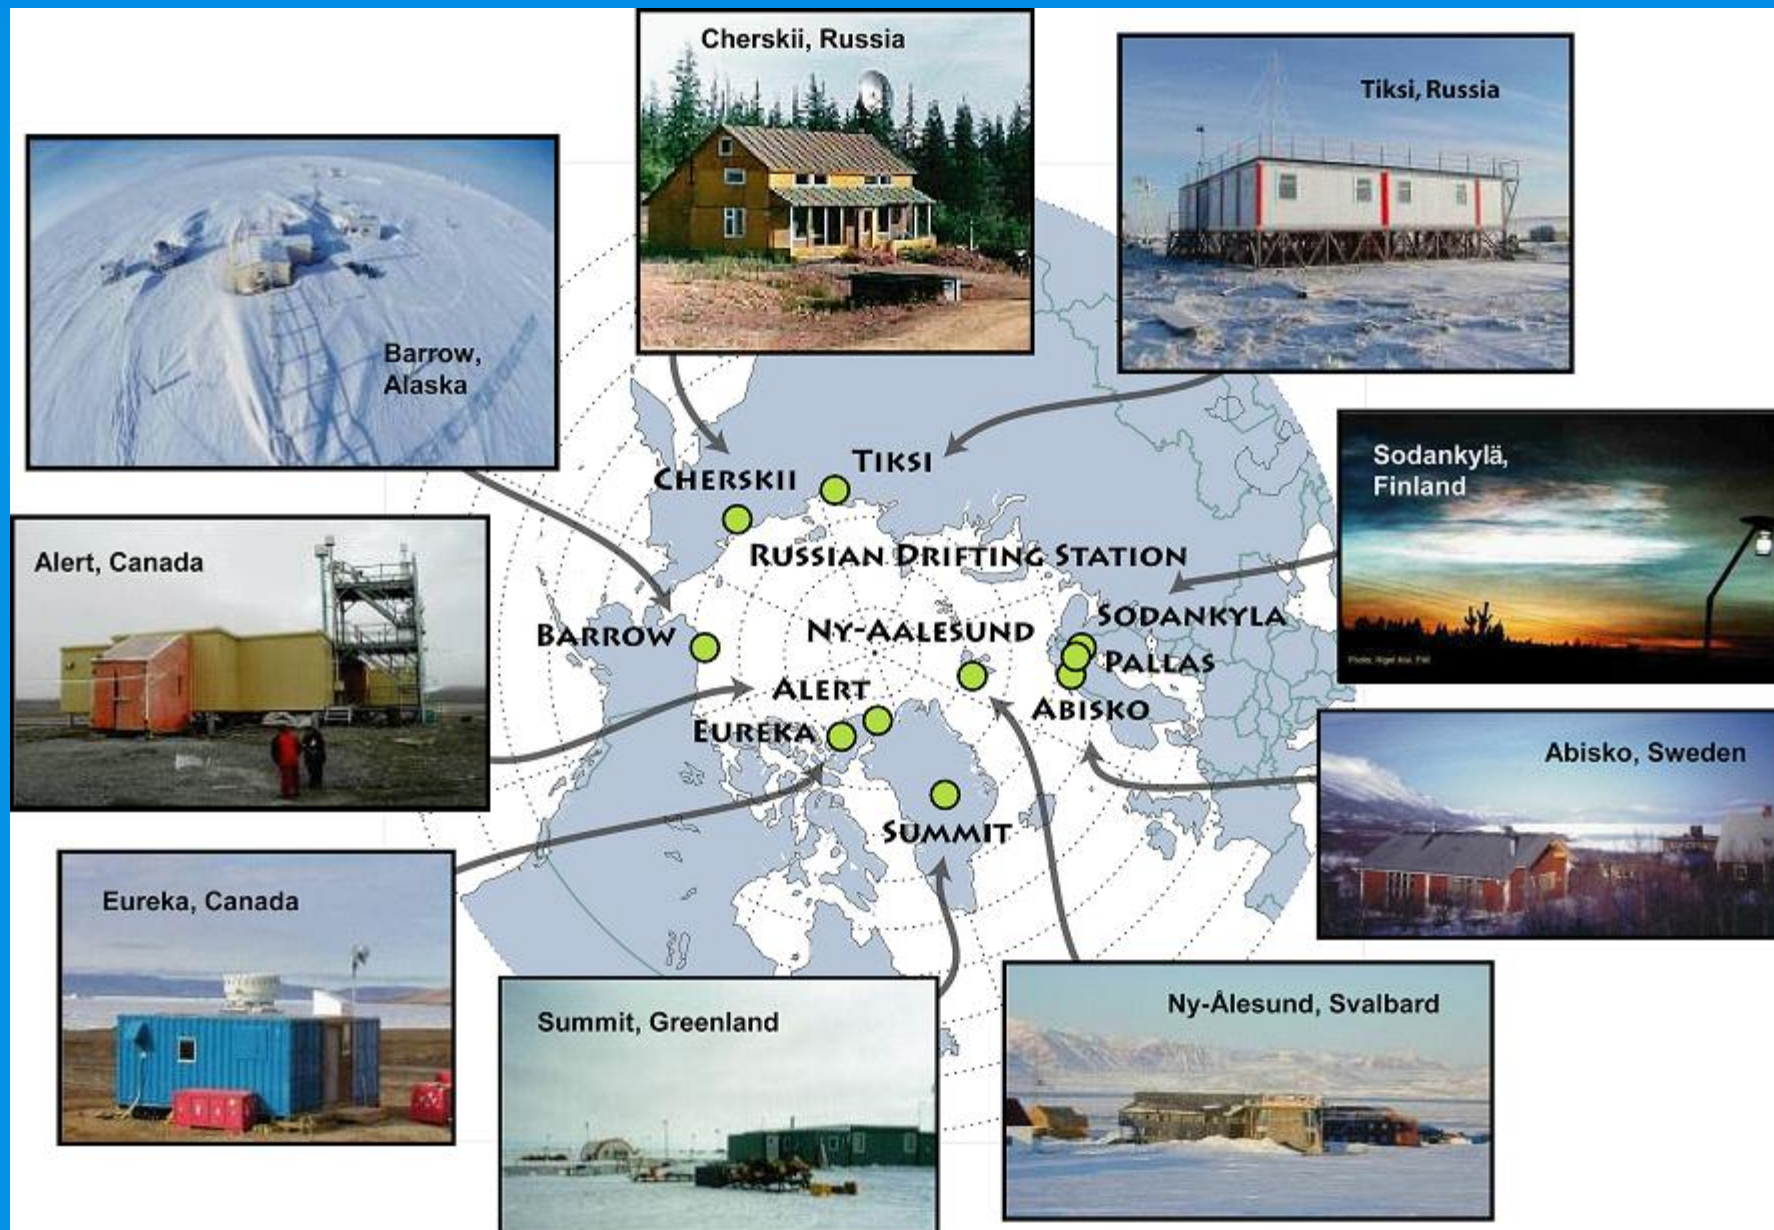 Cherskii, Russia
Tiksi, Russia
Barrow,
Alaska
Sodankylä,
Finland
TIKSI
CHERSKII
Alert, Canada
RUSSIAN DRIFTING STATION
SODANKYLA
BARROW
NY-AALESUND
PALLAS
ALERT
ABISKO
EUREKA
Abisko, Sweden
SUMMIT
Eureka, Canada
Ny-Ålesund, Svalbard
Summit, Greenland